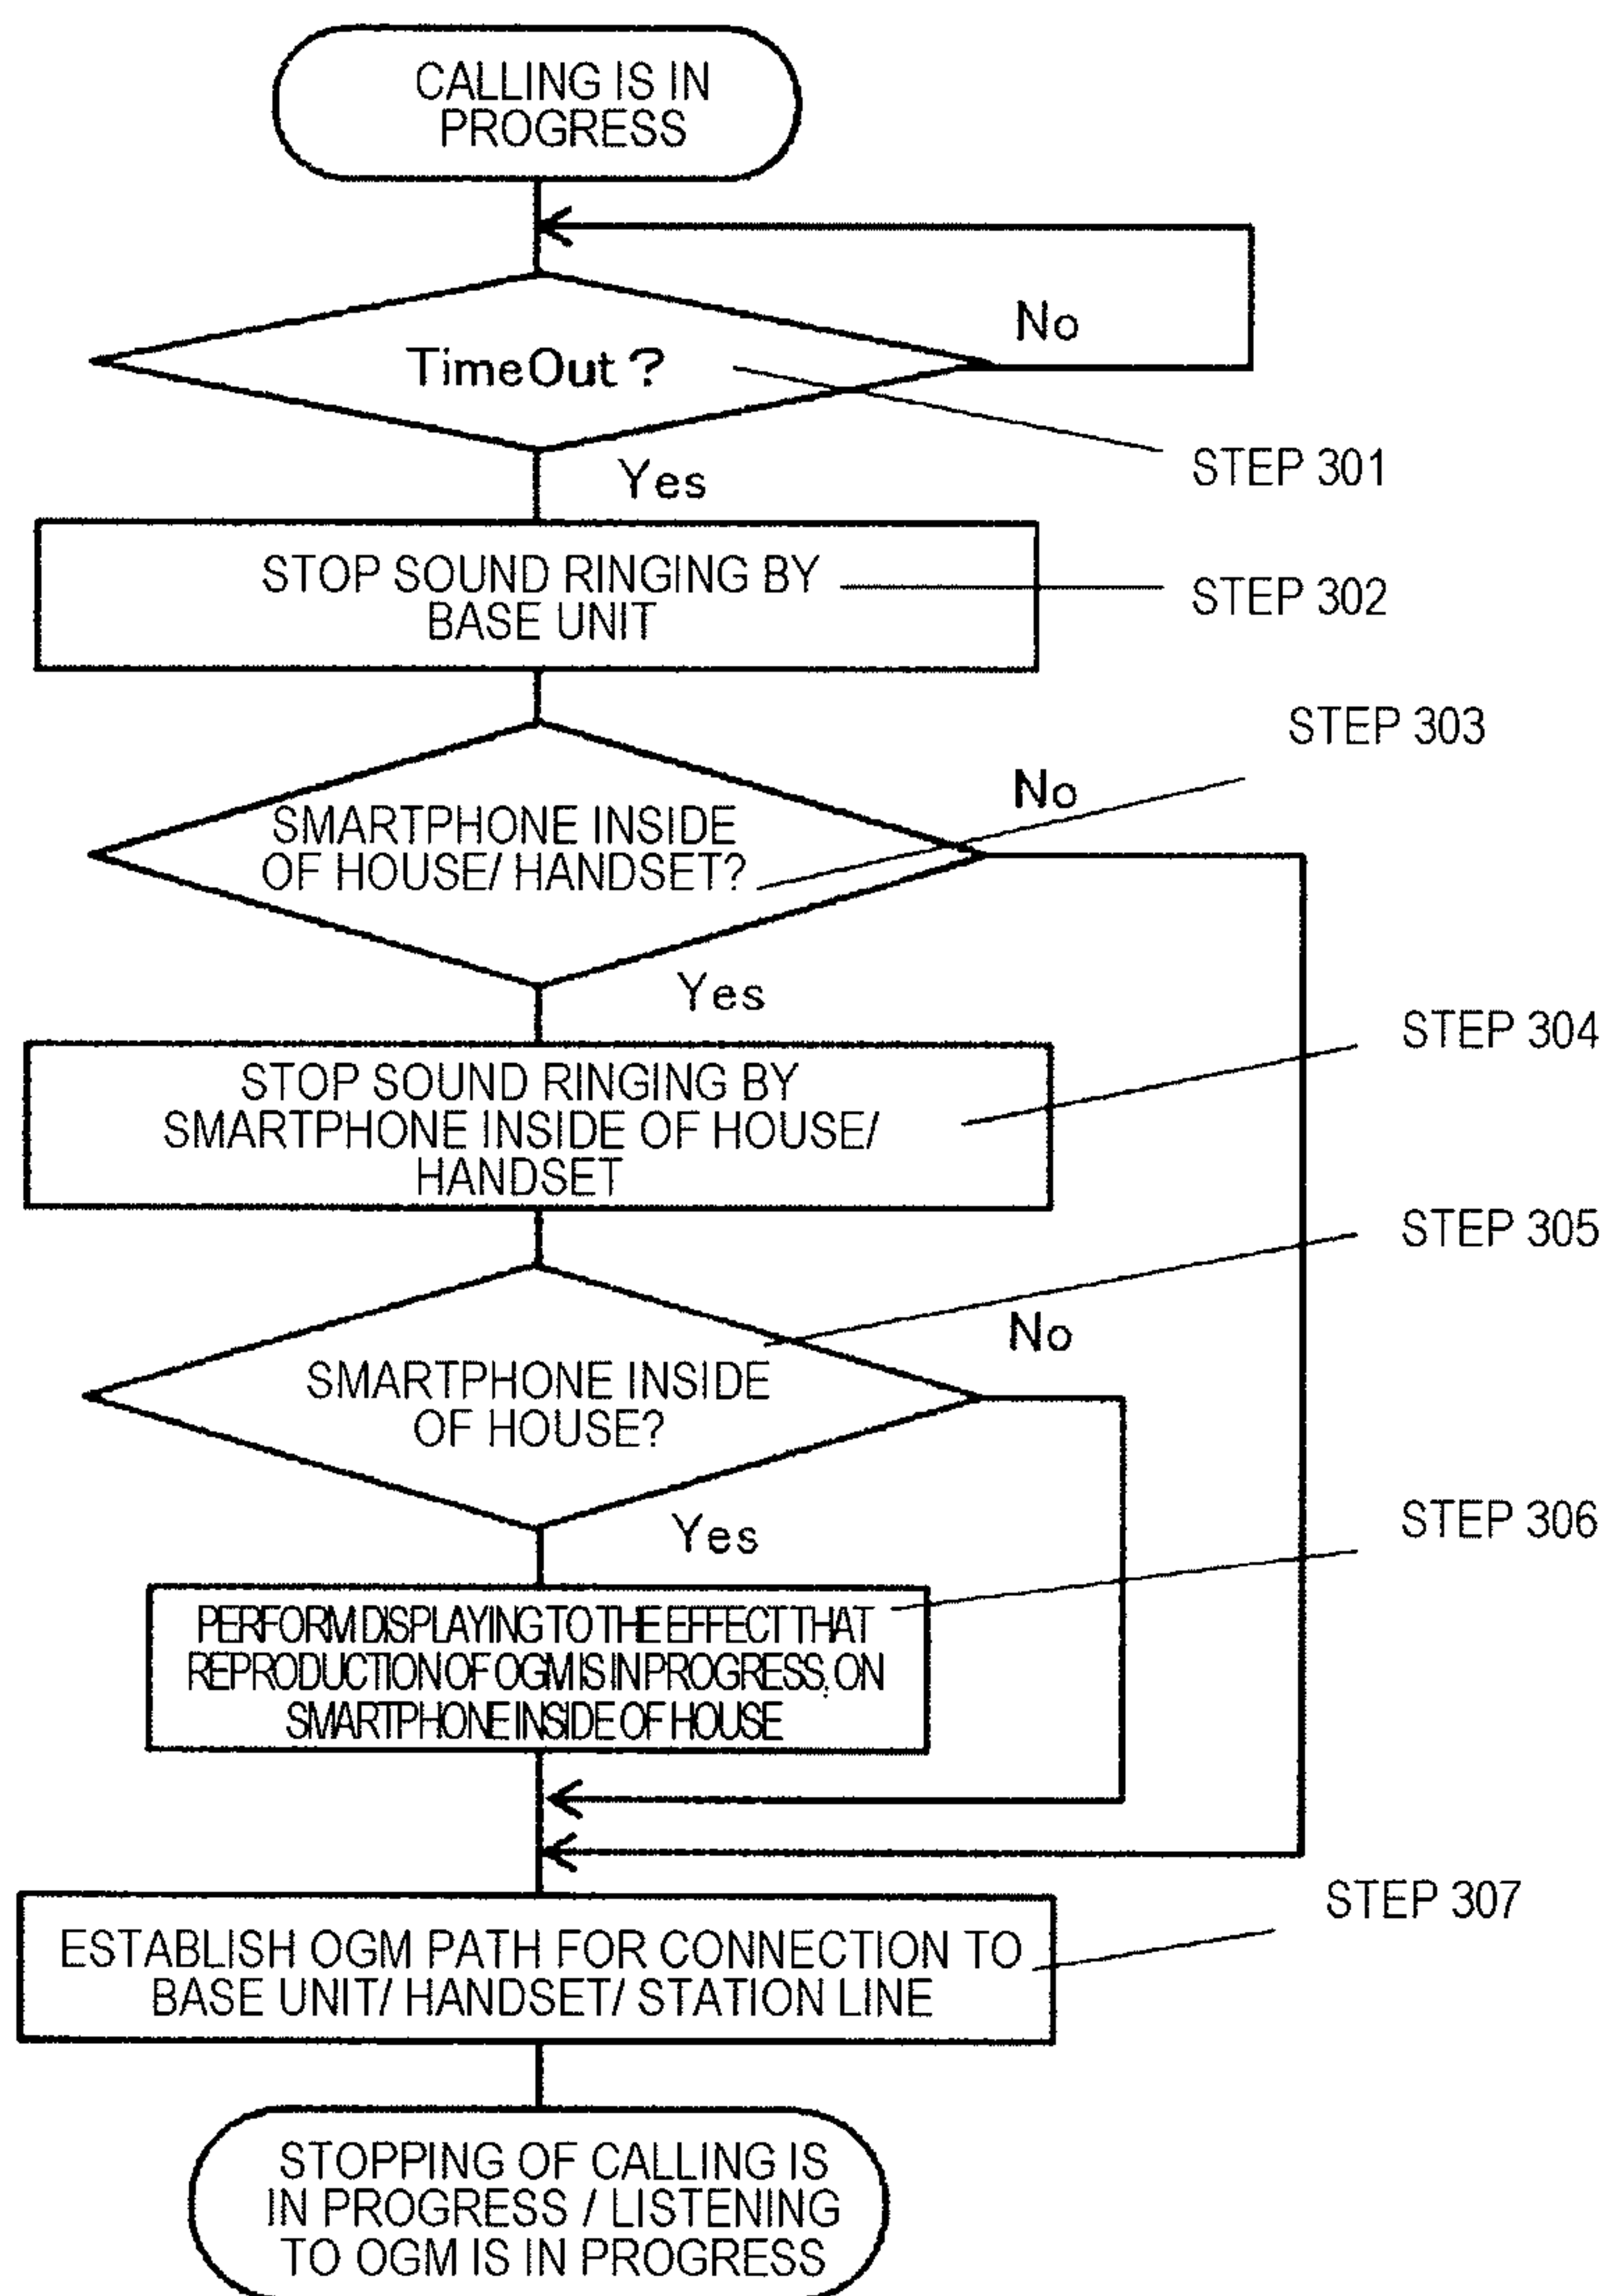 CALLING IS IN
PROGRESS
No
TimeOut ?
STEP 301
Yes
STOP SOUND RINGING BY
BASE UNIT
STEP 302
STEP 303
No
SMARTPHONE INSIDE
OF HOUSE/ HANDSET?
Yes
STEP 304
STOP SOUND RINGING BY
SMARTPHONE INSIDE OF HOUSE/
HANDSET
STEP 305
No
SMARTPHONE INSIDE
OF HOUSE?
STEP 306
Yes
PERFORM DISPLAYING TO THE EFFECT THAT
REPRODUCTION OF OGM IS IN PROGRESS, ON
SMARTPHONE INSIDE OF HOUSE
STEP 307
ESTABLISH OGM PATH FOR CONNECTION TO
BASE UNIT/ HANDSET/ STATION LINE
STOPPING OF CALLING IS
IN PROGRESS / LISTENING
TO OGM IS IN PROGRESS